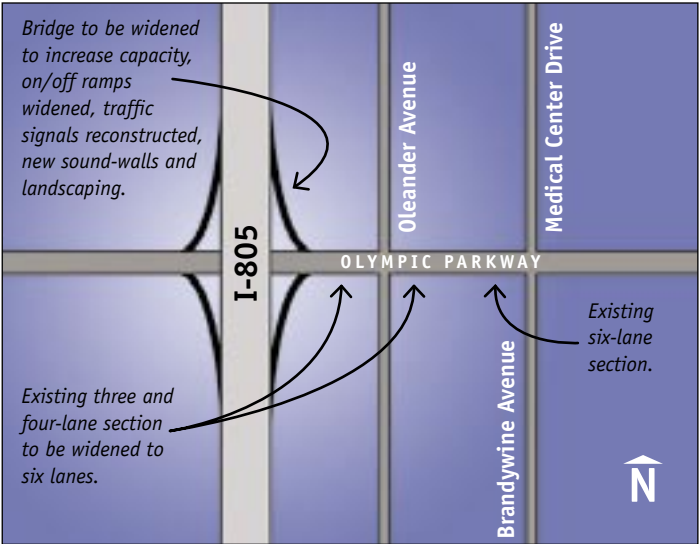 Bridge to be widened
to increase capacity,
on/off ramps
widened, traffic
signals reconstructed,
new sound-walls and
landscaping.
I-805
Oleander Avenue
Medical Center Drive
OLYMPIC PARKWAY
Existing
six-lane
section.
Brandywine Avenue
Existing three and
four-lane section
to be widened to
six lanes.
N